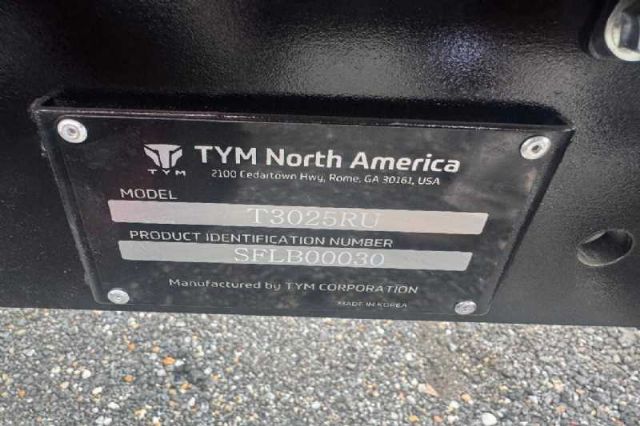 TYM
TYM North America
2100 Cedartown Hwy, Rome, GA 30161, USA
MODEL
T3025RU
PRODUCT IDENTIFICATION NUMBER
SFLB00030
Manufactured by TYM CORPORATION
MADE IN KOREA